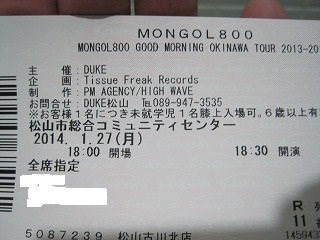 MONGOL800
MONGOL800 GOOD MORNING OKINAWA TOUR 2013-20
主 催:DUKE
企 画:Tissue Freak Records
制 作:PM AGENCY/HIGH WAVE
お問合せ:DUKE松山 ℡089-947-3535
お客様1名につき未就学児1名膝上入場可。6歳以上有
松山市総合コミュニティセンター
2014. 1.27(月)
18:00 開場 18:30 開演
全席指定
R
11
5087239 松山古川北店
145943